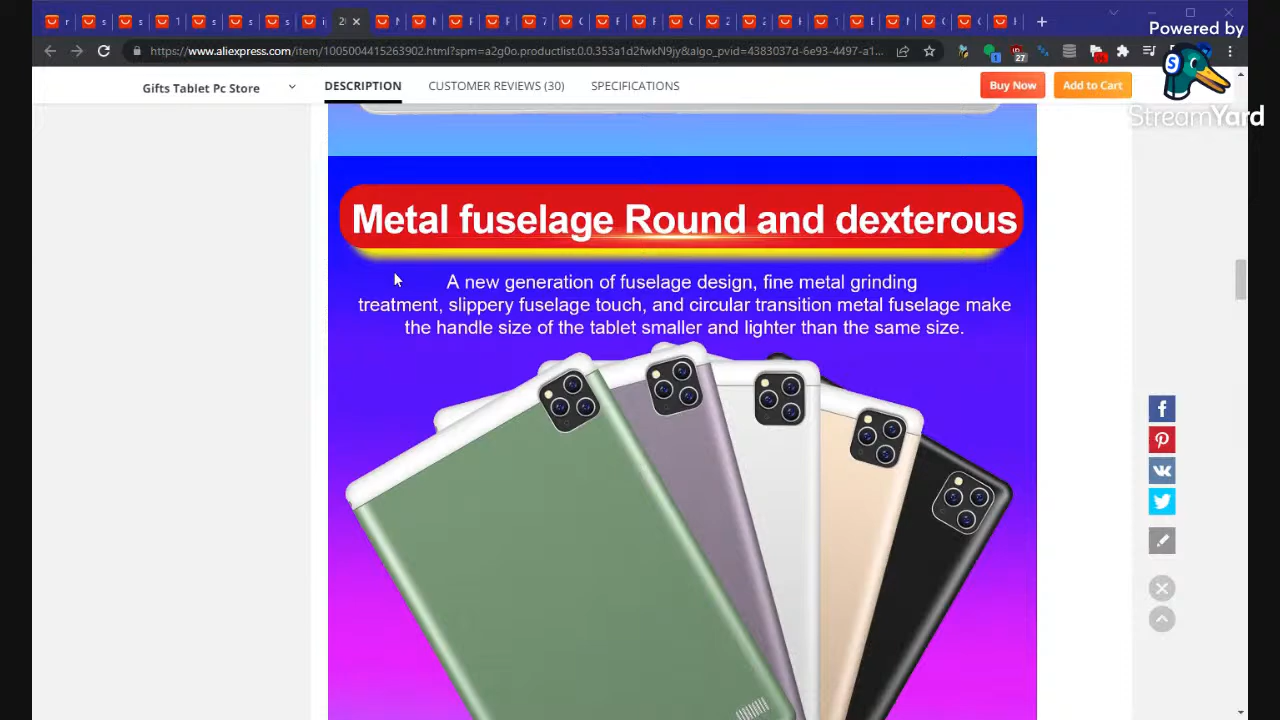 20
Powered by
StreamYard
https://www.aliexpress.com/item/1005004415263902.html?spm=a2g0o.productlist.0.0.353a1d2fwkN9jy&algo_pvid=4383037d-6e93-4497-a1...
1
27
Gifts Tablet Pc Store
DESCRIPTION
CUSTOMER REVIEWS (30)
SPECIFICATIONS
Buy Now
Add to Cart
Metal fuselage Round and dexterous
A new generation of fuselage design, fine metal grinding
treatment, slippery fuselage touch, and circular transition metal fuselage make
the handle size of the tablet smaller and lighter than the same size.